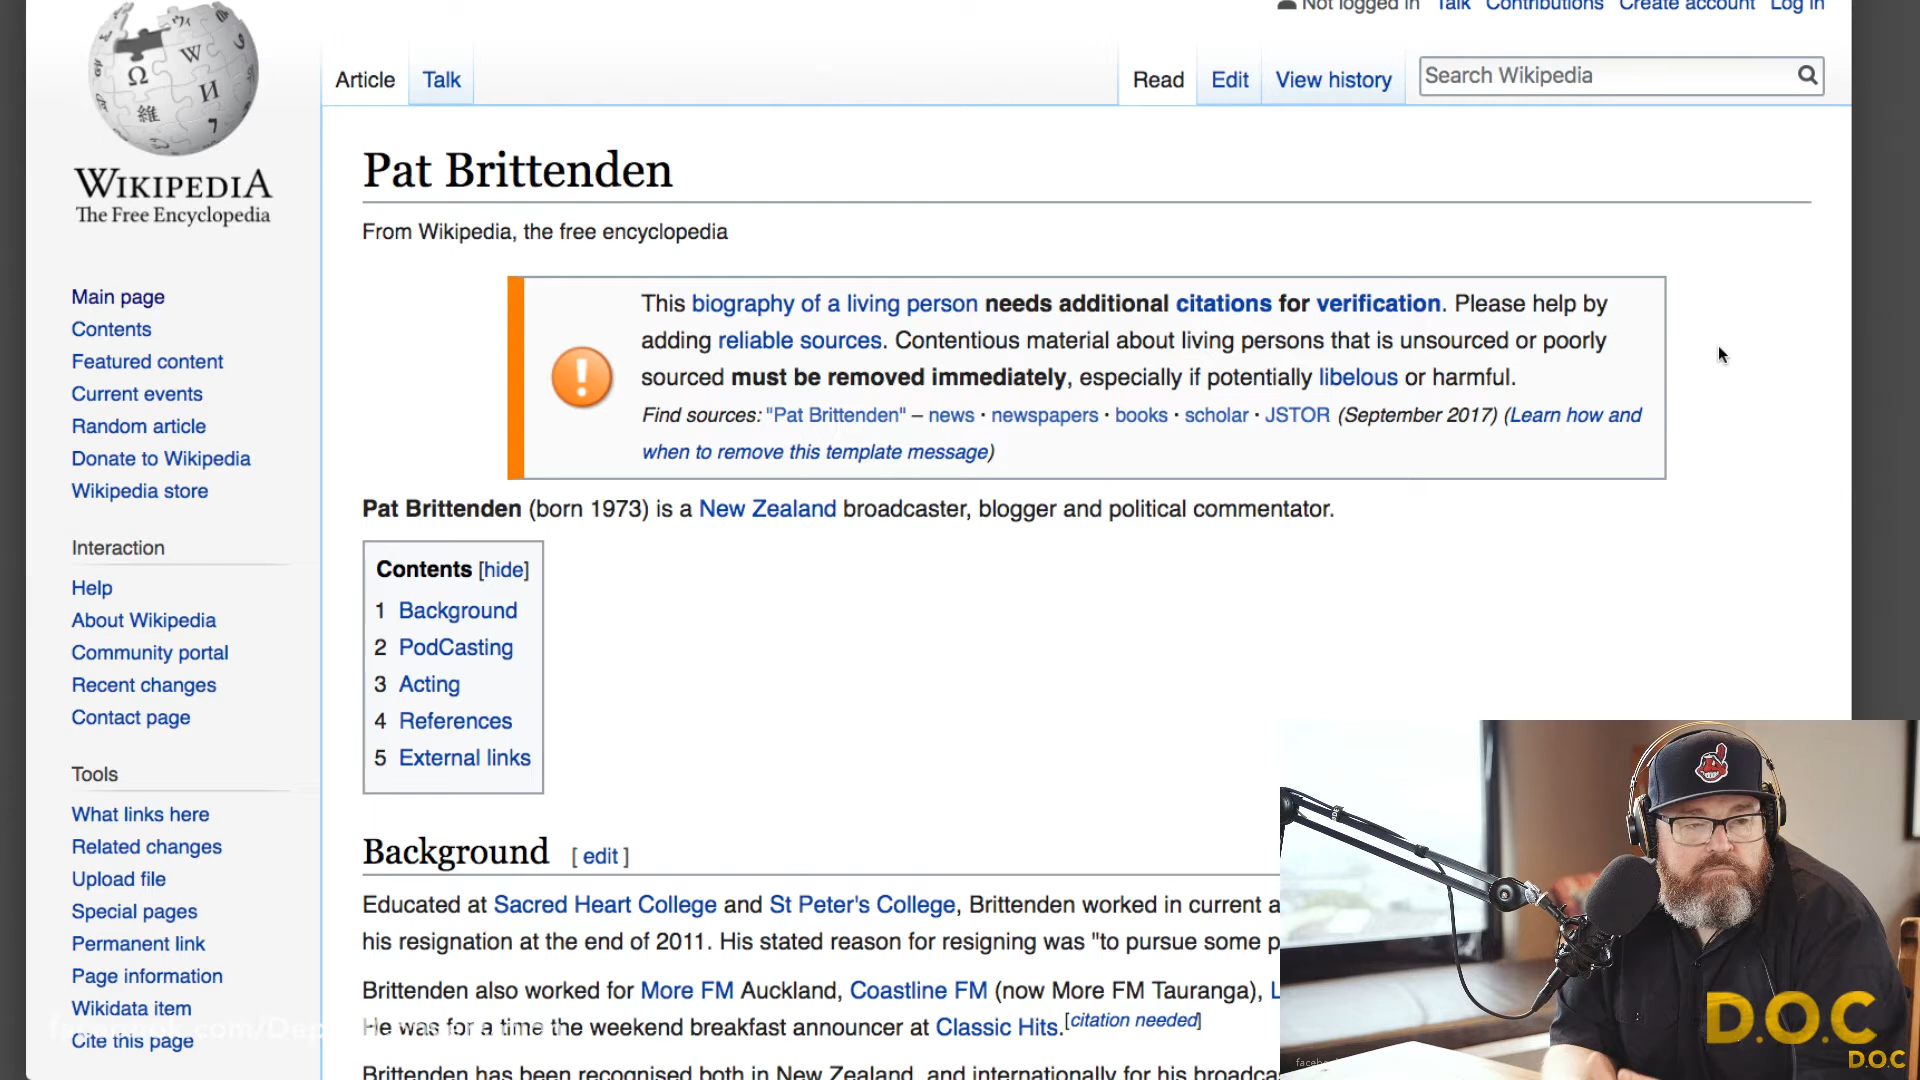 Not logged in Talk Contributions Create account Log in
Article Talk Read Edit View history Search Wikipedia
WIKIPEDIA
The Free Encyclopedia
Pat Brittenden
From Wikipedia, the free encyclopedia
This biography of a living person needs additional citations for verification. Please help by
adding reliable sources. Contentious material about living persons that is unsourced or poorly
sourced must be removed immediately, especially if potentially libelous or harmful.
Find sources: "Pat Brittenden" – news · newspapers · books · scholar · JSTOR (September 2017) (Learn how and
when to remove this template message)
Main page
Contents
Featured content
Current events
Random article
Donate to Wikipedia
Wikipedia store
Interaction
Help
About Wikipedia
Community portal
Recent changes
Contact page
Tools
What links here
Related changes
Upload file
Special pages
Permanent link
Page information
Wikidata item
Cite this page
Pat Brittenden (born 1973) is a New Zealand broadcaster, blogger and political commentator.
Contents [hide]
1 Background
2 PodCasting
3 Acting
4 References
5 External links
Background [ edit ]
Educated at Sacred Heart College and St Peter's College, Brittenden worked in current a
his resignation at the end of 2011. His stated reason for resigning was "to pursue some p
Brittenden also worked for More FM Auckland, Coastline FM (now More FM Tauranga), L
He was for a time the weekend breakfast announcer at Classic Hits.[citation needed]
Brittenden has been recognised both in New Zealand, and internationally for his broadca
D.O.C
DOC